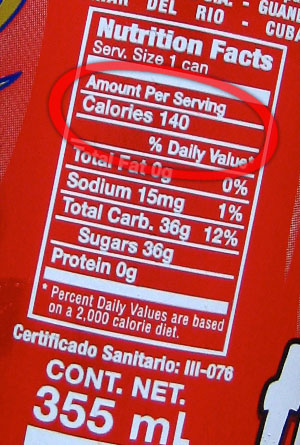 GUAN
DEL RIO - CUBA
Nutrition Facts
Serv. Size 1 can
Amount Per Serving
Calories 140
% Daily Value*
Total Fat 0g 0%
Sodium 15mg 1%
Total Carb. 36g 12%
Sugars 36g
Protein 0g
* Percent Daily Values are based
on a 2,000 calorie diet.
Certificado Sanitario: III-076
CONT. NET.
355 mL